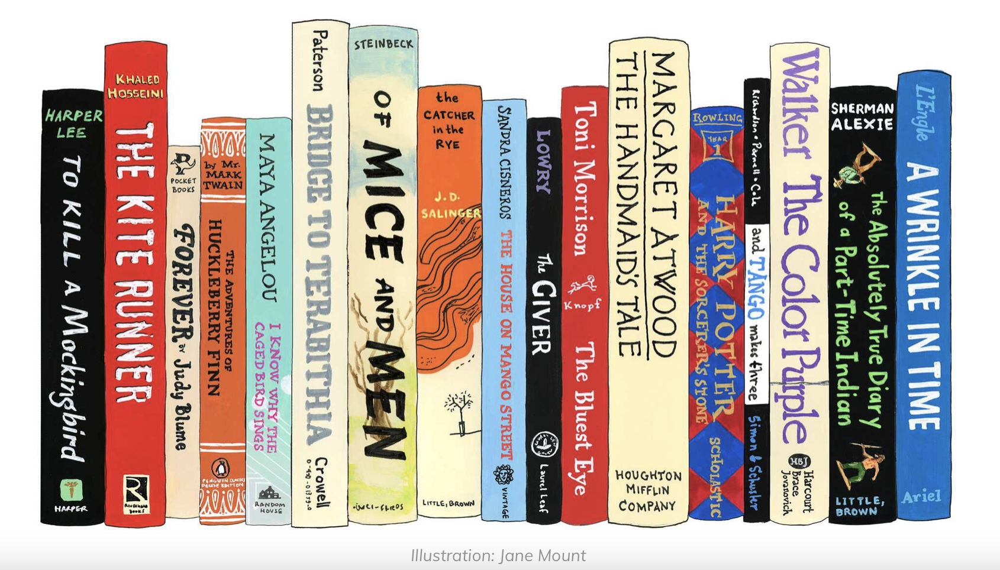 HARPER
LEE
TO KILL A Mockingbird
HARPER
KHALED
HOSSEINI
THE KITE RUNNER
RIVERHEAD
BOOKS
POCKET
BOOKS
FOREVER BY Judy Blume
by Mr.
MARK
TWAIN
THE ADVENTURES OF
HUCKLEBERRY FINN
PENGUIN CLASSICS
DELUXE EDITION
MAYA ANGELOU
I KNOW WHY THE
CAGED BIRD SINGS
RANDOM
HOUSE
Paterson BRIDGE TO TERABITHIA Crowell
STEINBECK
OF MICE AND MEN
the
CATCHER
in the
RYE
J.D.
SALINGER
LITTLE, BROWN
SANDRA CISNEROS THE HOUSE ON MANGO STREET VINTAGE
LOWRY the GIVER Laurel Leaf
Toni Morrison
Knopf
The Bluest Eye
MARGARET ATWOOD
THE HANDMAID'S TALE
HOUGHTON
MIFFLIN
COMPANY
ROWLING
YEAR
1
HARRY POTTER
AND THE SORCERER'S STONE
SCHOLASTIC
Richardson • Parnell • Cole and TANGO makes three Simon & Schuster
Walker The Color Purple
HBJ
Harcourt
Brace
Jovanovich
SHERMAN
ALEXIE
The Absolutely True Diary
of a Part-Time Indian
LITTLE,
BROWN
L'Engle A WRINKLE IN TIME Ariel
Illustration: Jane Mount